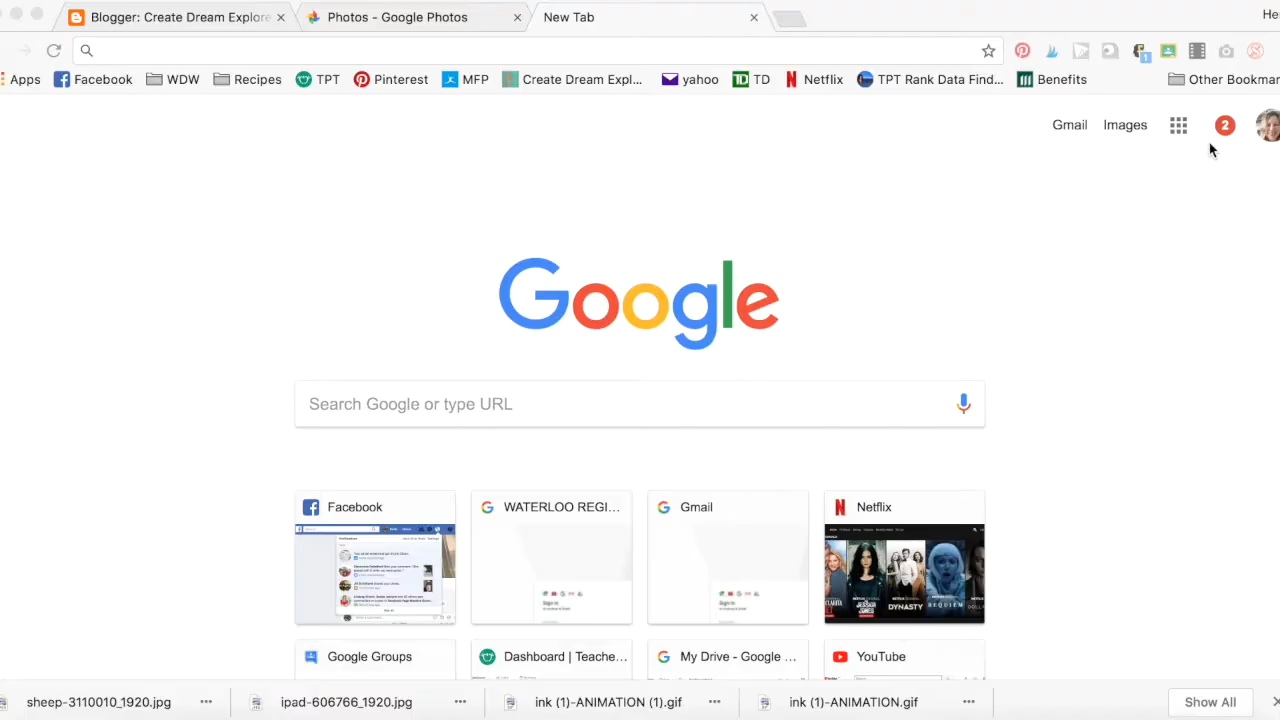 Blogger: Create Dream Explore
Photos - Google Photos
New Tab
He
Apps
Facebook
WDW
Recipes
TPT
Pinterest
MFP
Create Dream Expl...
yahoo
TD
Netflix
TPT Rank Data Find...
Benefits
Other Bookmar
Gmail
Images
2
Google
Search Google or type URL
Facebook
WATERLOO REGI...
Gmail
Netflix
DYNASTY
REQUIEM
Google Groups
Dashboard | Teache...
My Drive - Google ...
YouTube
sheep-3110010_1920.jpg
ipad-606766_1920.jpg
ink (1)-ANIMATION (1).gif
ink (1)-ANIMATION.gif
Show All